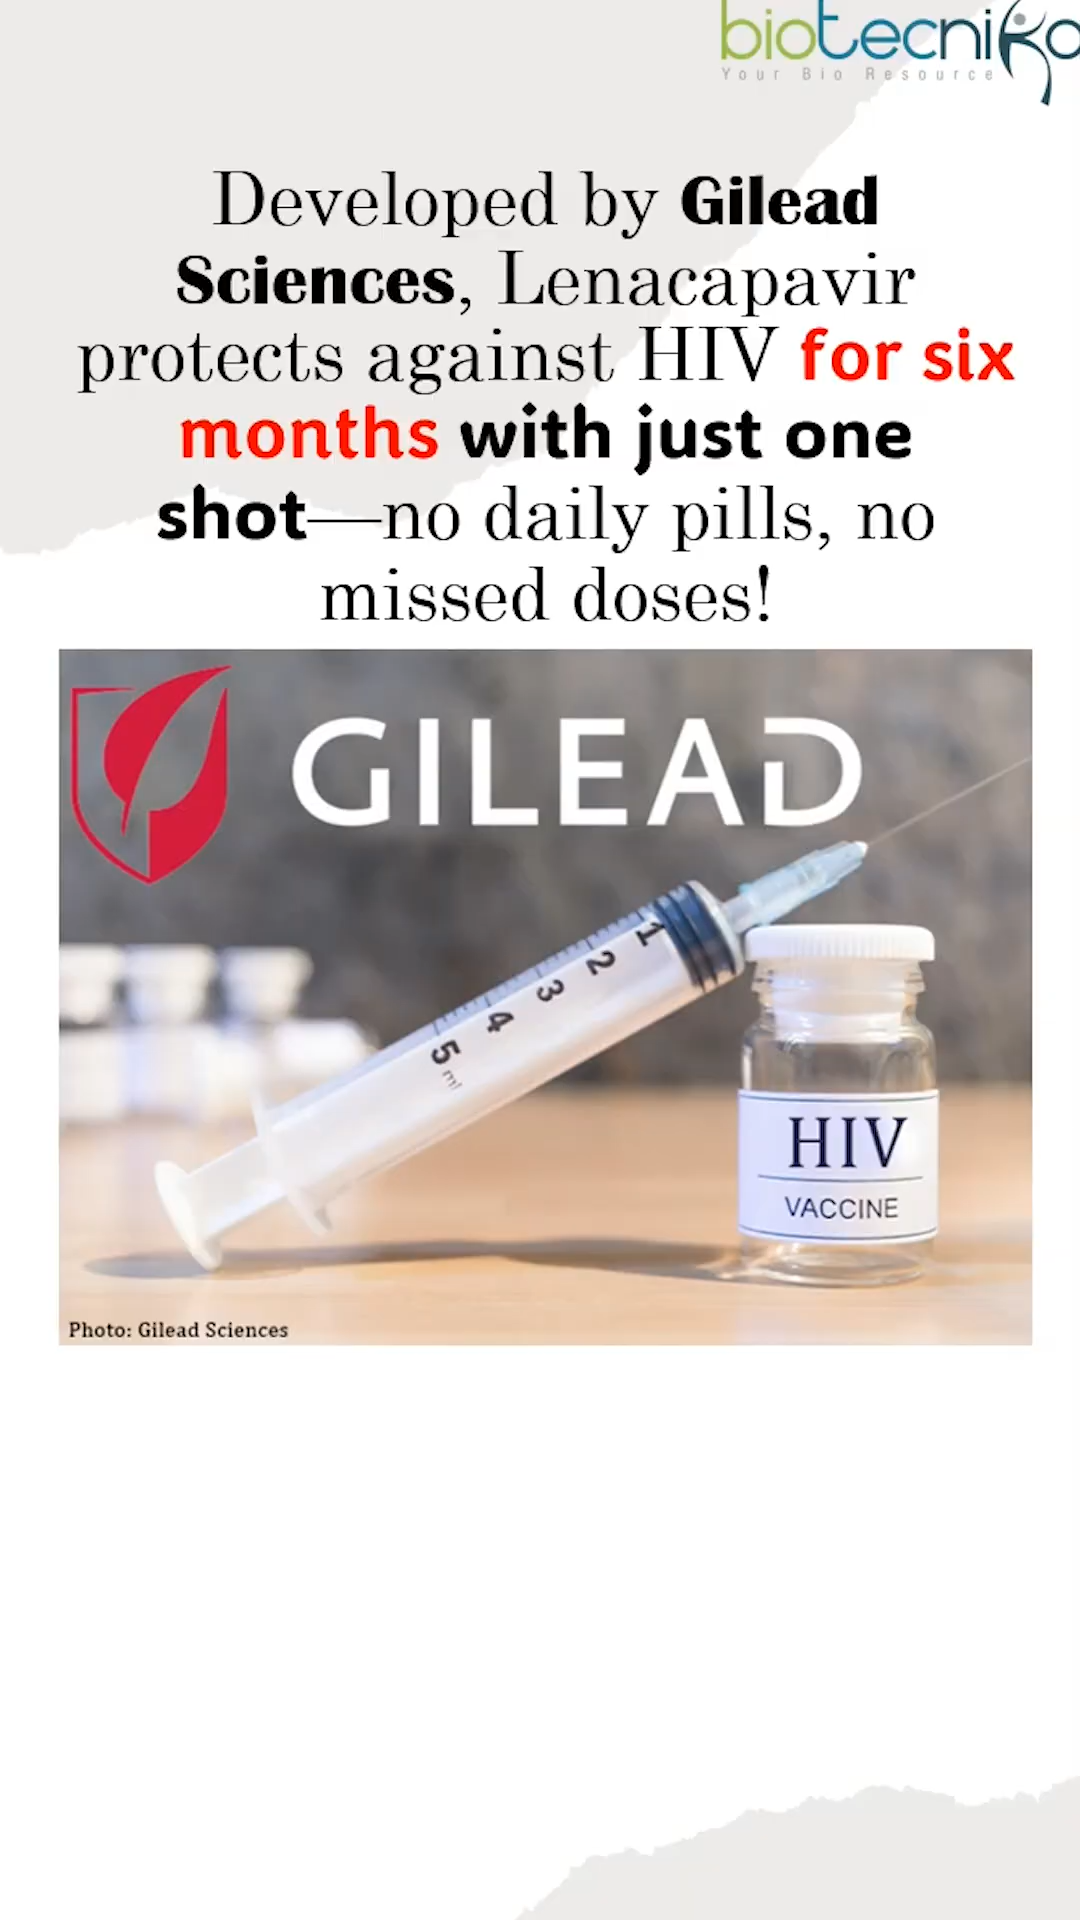 biotecnika
Your Bio Resource
Developed by Gilead
Sciences, Lenacapavir
protects against HIV for six
months with just one
shot—no daily pills, no
missed doses!
GILEAD
1
2
3
4
5 ml
HIV
VACCINE
Photo: Gilead Sciences